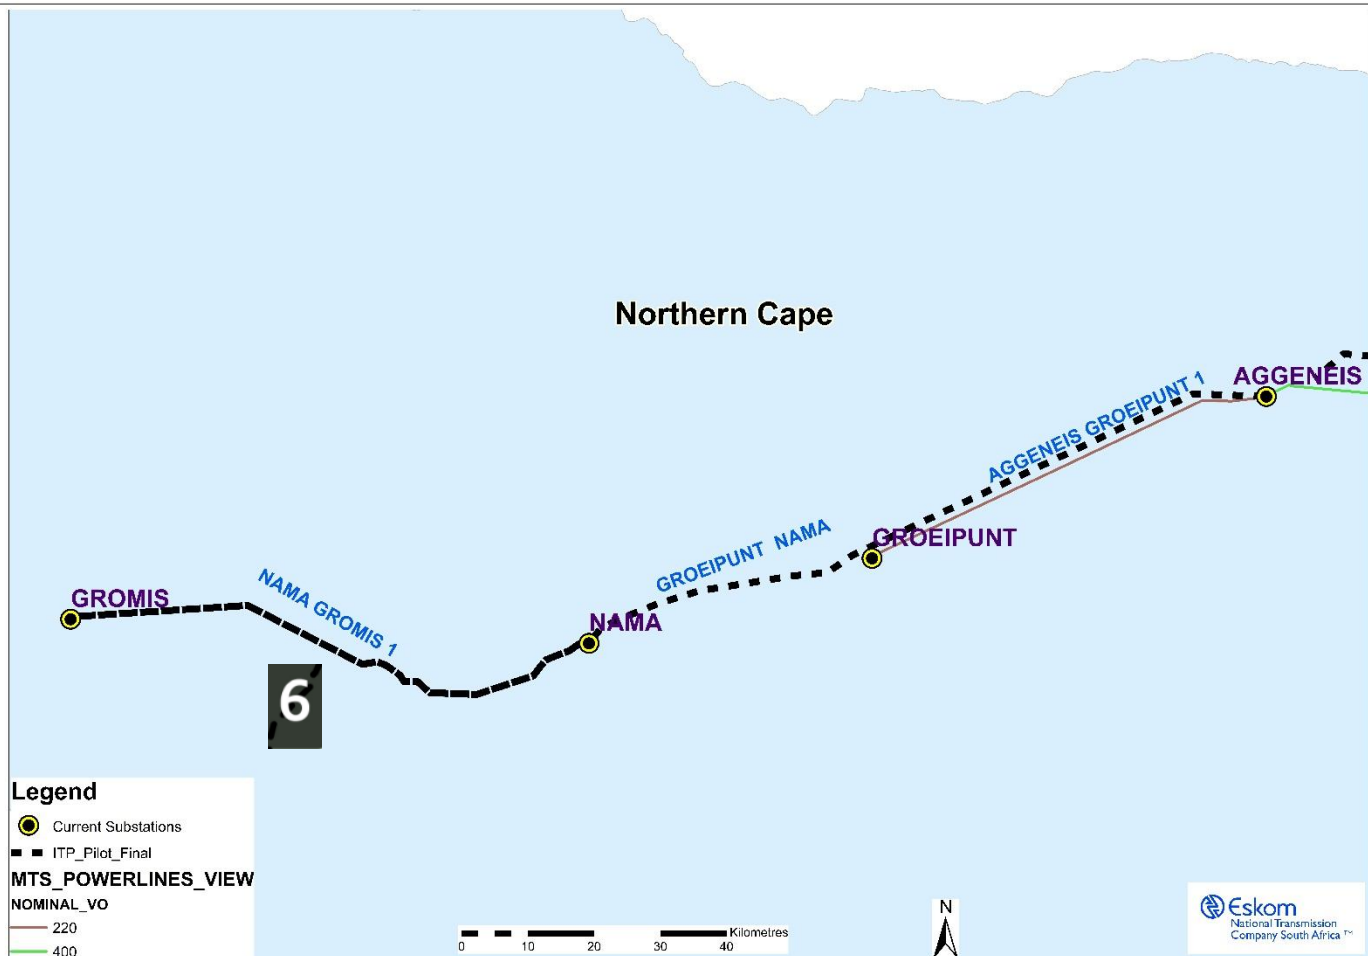 Northern Cape
AGGENEIS
AGGENEIS GROEIPUNT 1
GROEIPUNT
GROEIPUNT NAMA
NAMA
NAMA GROMIS 1
GROMIS
6
Legend
Current Substations
ITP_Pilot_Final
MTS_POWERLINES_VIEW
NOMINAL_VO
220
400
Kilometres
0 10 20 30 40
N
Eskom
National Transmission
Company South Africa ™